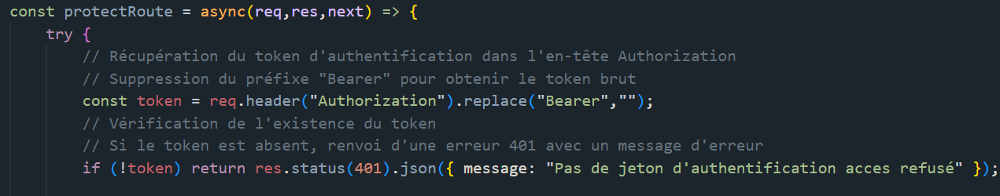 const protectRoute = async(req,res,next) => {
try {
// Récupération du token d'authentification dans l'en-tête Authorization
// Suppression du préfixe "Bearer" pour obtenir le token brut
const token = req.header("Authorization").replace("Bearer","");
// Vérification de l'existence du token
// Si le token est absent, renvoi d'une erreur 401 avec un message d'erreur
if (!token) return res.status(401).json({ message: "Pas de jeton d'authentification acces refusé" });